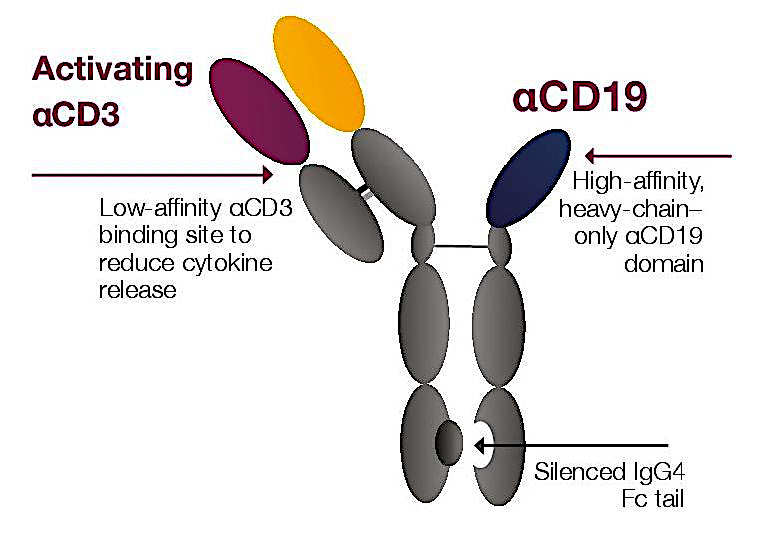 Activating
αCD3
Low-affinity αCD3
binding site to
reduce cytokine
release
αCD19
High-affinity,
heavy-chain–
only αCD19
domain
Silenced IgG4
Fc tail